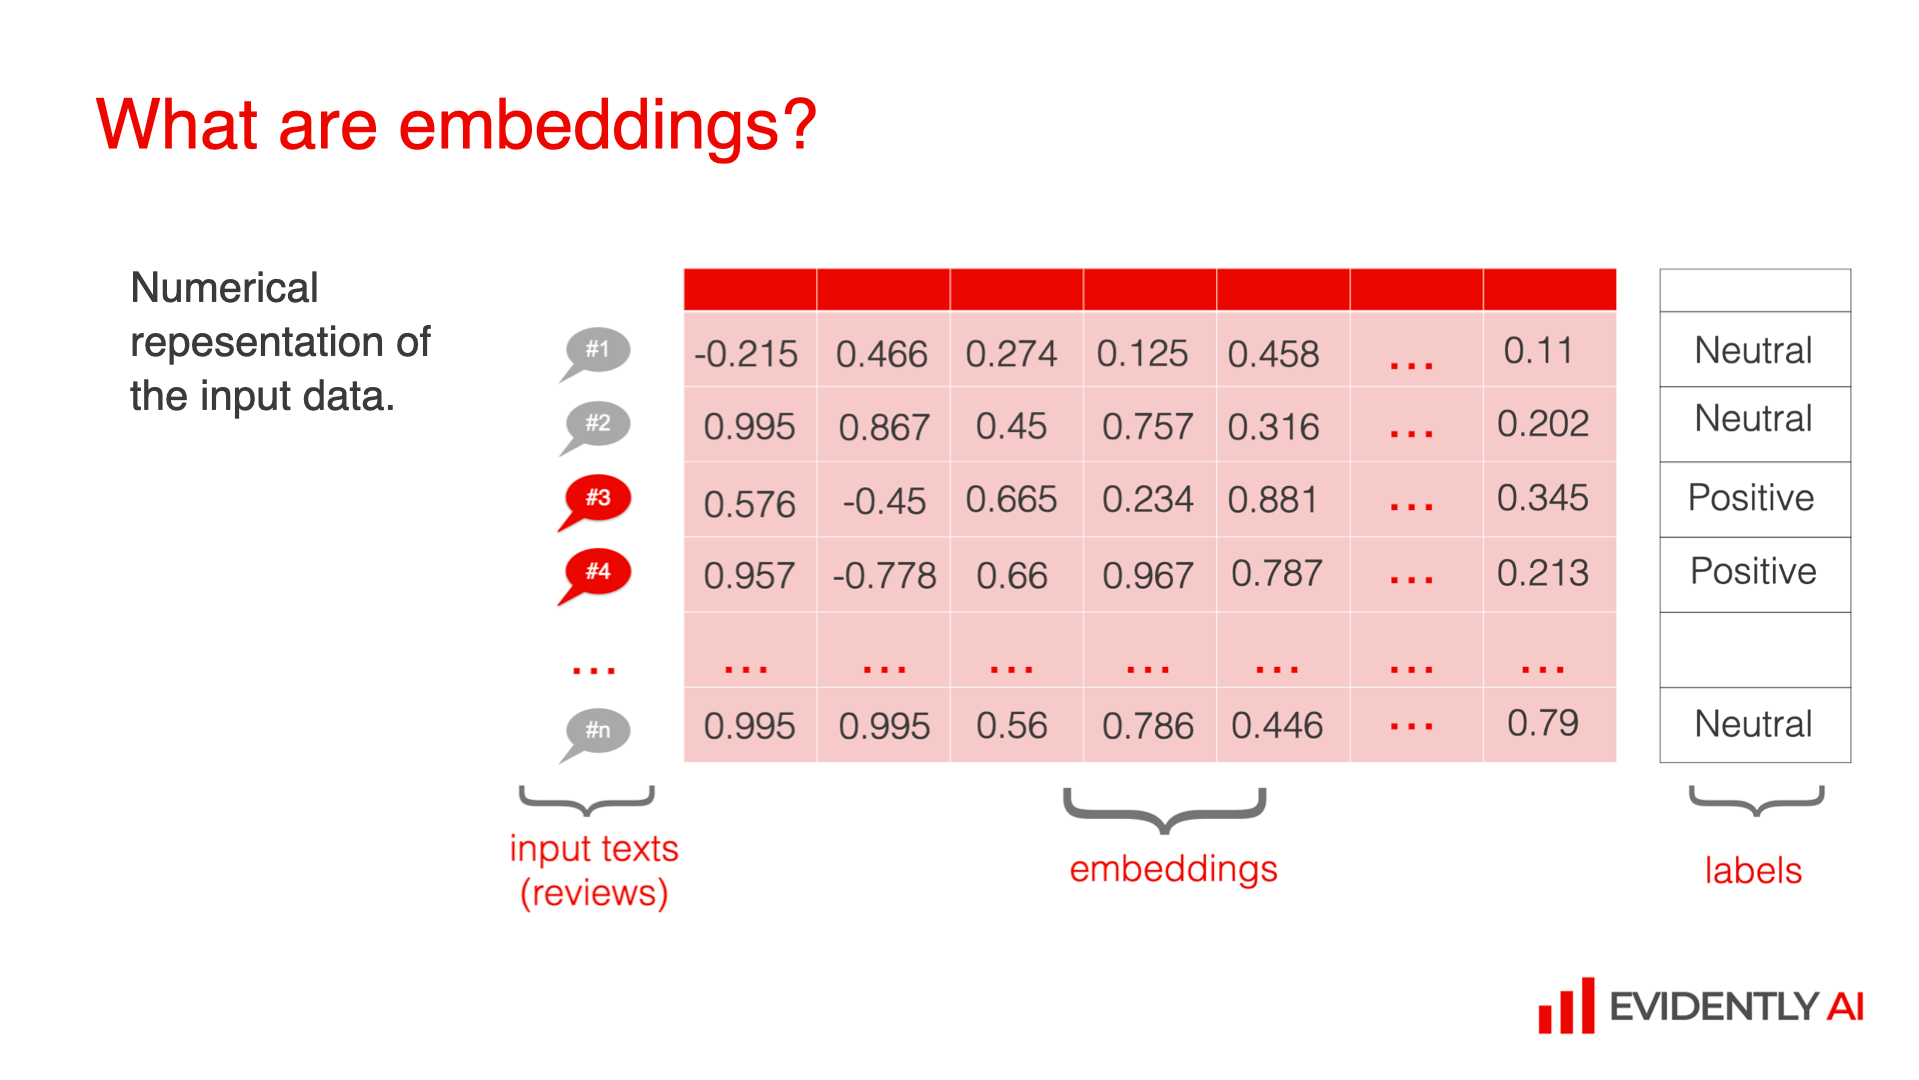 What are embeddings?
Numerical
repesentation of
the input data.
#1 -0.215 0.466 0.274 0.125 0.458 ... 0.11 Neutral
#2 0.995 0.867 0.45 0.757 0.316 ... 0.202 Neutral
#3 0.576 -0.45 0.665 0.234 0.881 ... 0.345 Positive
#4 0.957 -0.778 0.66 0.967 0.787 ... 0.213 Positive
... ... ... ... ... ... ... ...
#n 0.995 0.995 0.56 0.786 0.446 ... 0.79 Neutral
input texts
(reviews)
embeddings
labels
EVIDENTLY AI